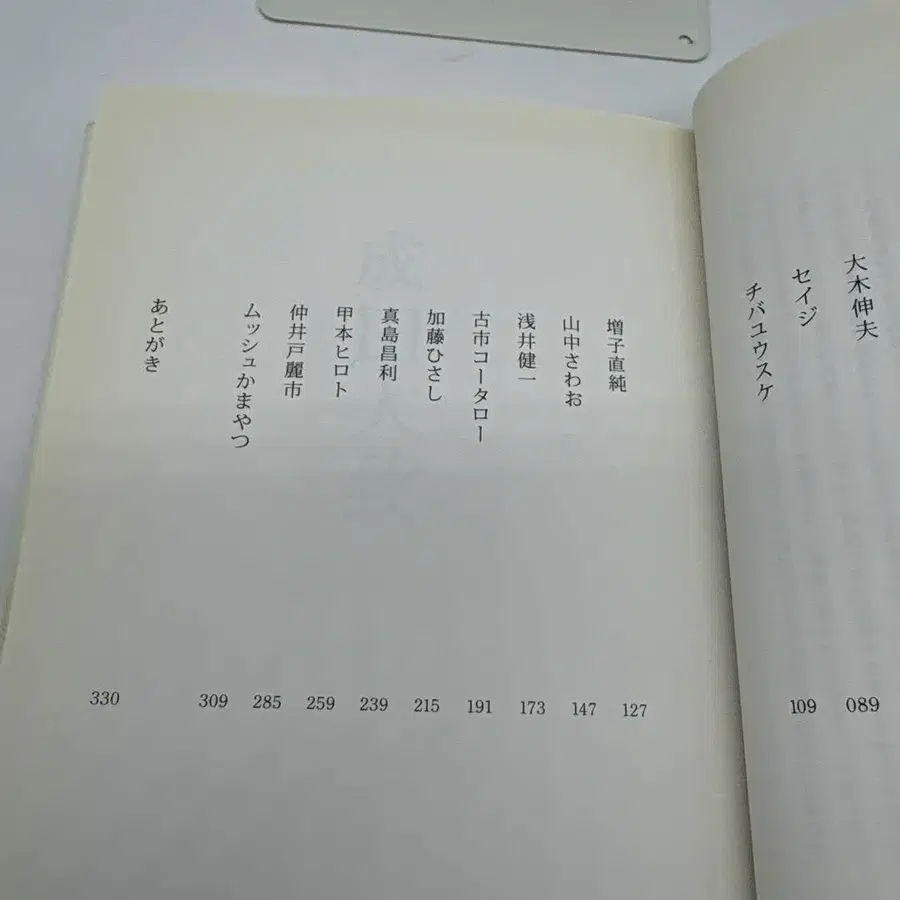 大木伸夫
セイジ 089
チバユウスケ 109
増子直純 127
山中さわお 147
浅井健一 173
古市コータロー 191
加藤ひさし 215
真島昌利 239
甲本ヒロト 259
仲井戸麗市 285
ムッシュかまやつ 309
あとがき 330